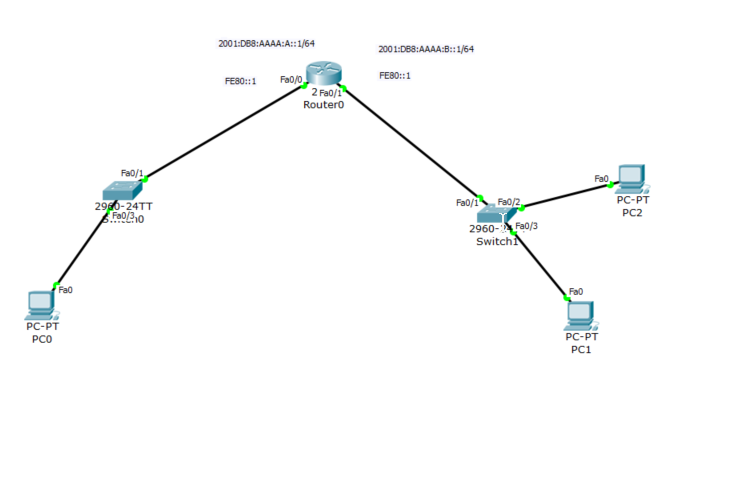 2001:DB8:AAAA:A::1/64
2001:DB8:AAAA:B::1/64
FE80::1
FE80::1
Fa0/0
2
Fa0/1
Router0
Fa0/1
2960-24TT
Fa0/3
Switch0
Fa0
PC-PT
PC0
Fa0/1
Fa0/2
2960-
Fa0/3
Switch1
Fa0
PC-PT
PC2
Fa0
PC-PT
PC1